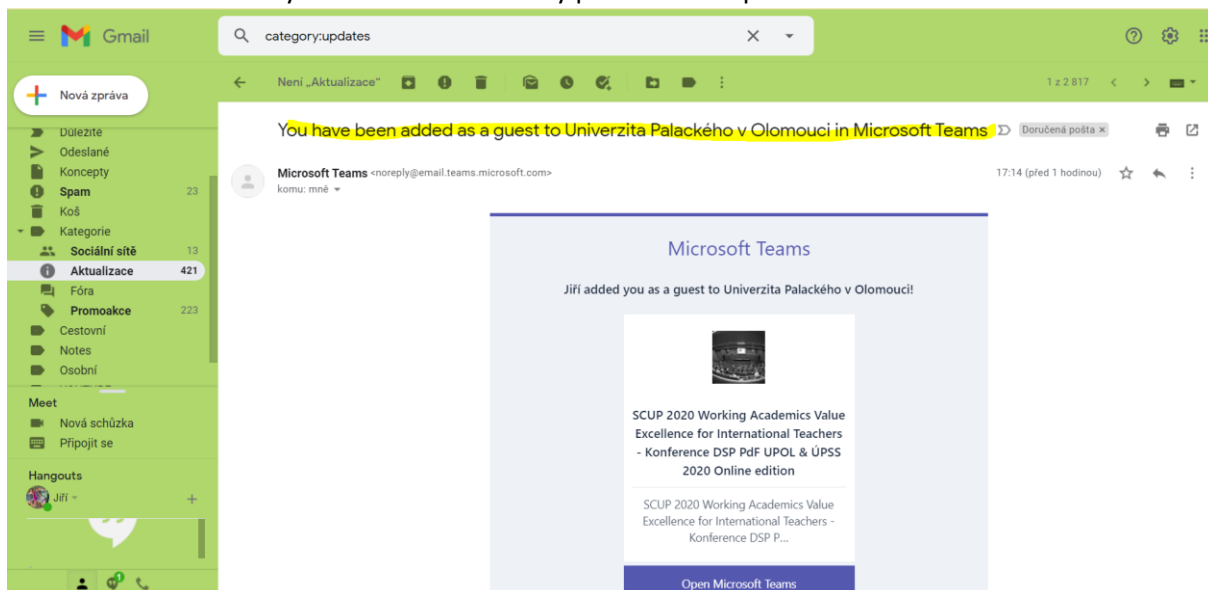 Gmail
category:updates
Nová zpráva
Není „Aktualizace"
1 z 2 817
Důležité
Odeslané
Koncepty
Spam 23
Koš
Kategorie
Sociální sítě 13
Aktualizace 421
Fóra
Promoakce 223
Cestovní
Notes
Osobní
Meet
Nová schůzka
Připojit se
Hangouts
Jiří
1
You have been added as a guest to Univerzita Palackého v Olomouci in Microsoft Teams
Doručená pošta ×
Microsoft Teams <noreply@email.teams.microsoft.com>
17:14 (před 1 hodinou)
komu: mně
Microsoft Teams
Jiří added you as a guest to Univerzita Palackého v Olomouci!
SCUP 2020 Working Academics Value
Excellence for International Teachers
- Konference DSP PdF UPOL & ÚPSS
2020 Online edition
SCUP 2020 Working Academics Value
Excellence for International Teachers -
Konference DSP P...
Open Microsoft Teams